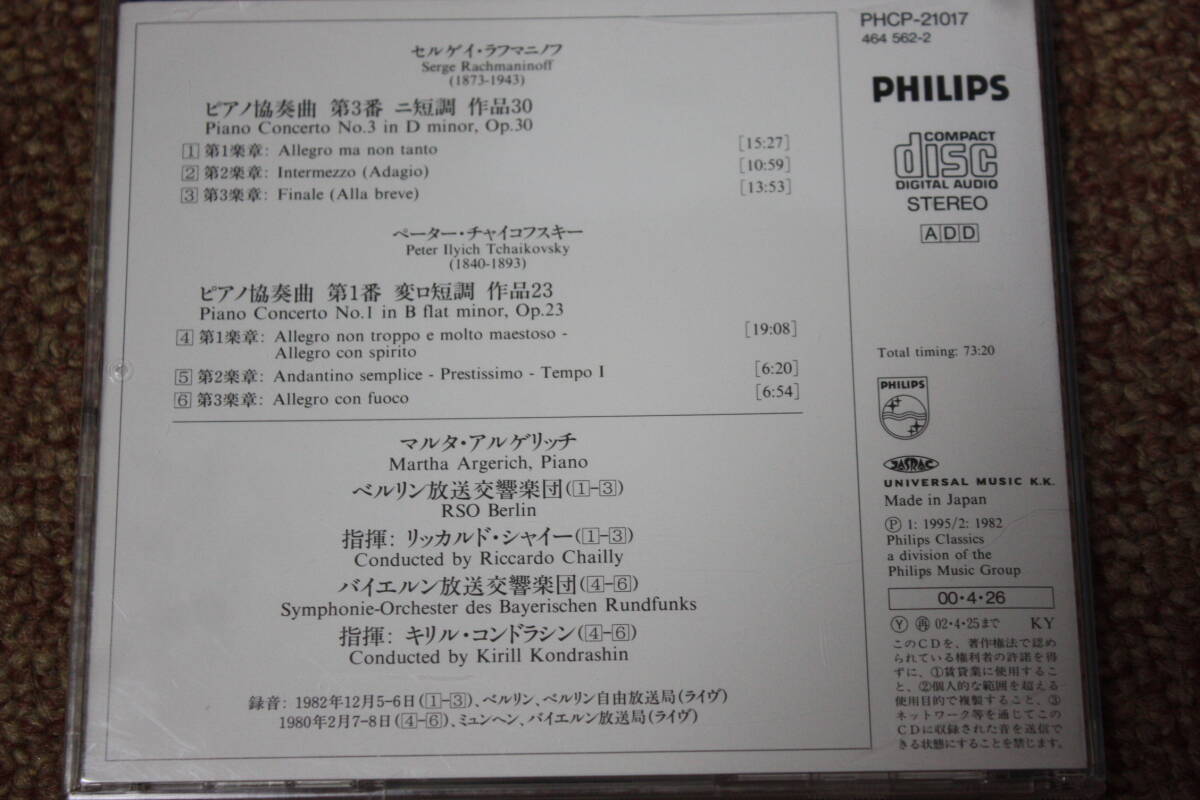 セルゲイ・ラフマニノフ
Serge Rachmaninoff
(1873-1943)
ピアノ協奏曲 第3番 ニ短調 作品30
Piano Concerto No.3 in D minor, Op.30
1 第1楽章: Allegro ma non tanto [15:27]
2 第2楽章: Intermezzo (Adagio) [10:59]
3 第3楽章: Finale (Alla breve) [13:53]
ペーター・チャイコフスキー
Peter Ilyich Tchaikovsky
(1840-1893)
ピアノ協奏曲 第1番 変ロ短調 作品23
Piano Concerto No.1 in B flat minor, Op.23
4 第1楽章: Allegro non troppo e molto maestoso - [19:08]
Allegro con spirito
5 第2楽章: Andantino semplice - Prestissimo - Tempo I [6:20]
6 第3楽章: Allegro con fuoco [6:54]
マルタ・アルゲリッチ
Martha Argerich, Piano
ベルリン放送交響楽団(1-3)
RSO Berlin
指揮: リッカルド・シャイー(1-3)
Conducted by Riccardo Chailly
バイエルン放送交響楽団(4-6)
Symphonie-Orchester des Bayerischen Rundfunks
指揮: キリル・コンドラシン(4-6)
Conducted by Kirill Kondrashin
録音: 1982年12月5-6日(1-3)、ベルリン、ベルリン自由放送局(ライヴ)
1980年2月7-8日(4-6)、ミュンヘン、バイエルン放送局(ライヴ)
PHCP-21017
464 562-2
PHILIPS
COMPACT
disc
DIGITAL AUDIO
STEREO
ADD
Total timing: 73:20
PHILIPS
JASRAC
UNIVERSAL MUSIC K.K.
Made in Japan
Ⓟ 1: 1995/2: 1982
Philips Classics
a division of the
Philips Music Group
00・4・26
Ⓨ 再 02・4・25まで KY
このCDを、著作権法で認め
られている権利者の許諾を得
ずに、①賃貸業に使用するこ
と、②個人的な範囲を超える
使用目的で複製すること、③
ネットワーク等を通じてこの
CDに収録された音を送信で
きる状態にすることを禁じます。